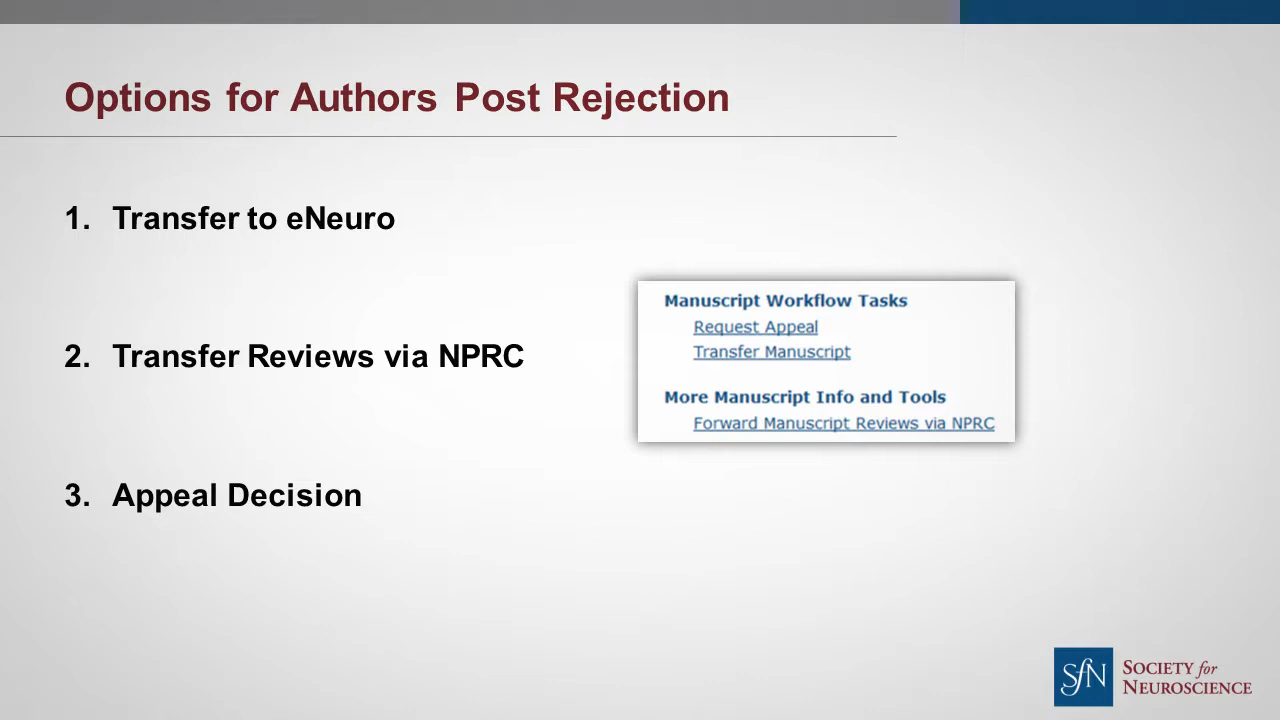 Options for Authors Post Rejection
1. Transfer to eNeuro
2. Transfer Reviews via NPRC
3. Appeal Decision
Manuscript Workflow Tasks
Request Appeal
Transfer Manuscript
More Manuscript Info and Tools
Forward Manuscript Reviews via NPRC
SfN
SOCIETY for
NEUROSCIENCE